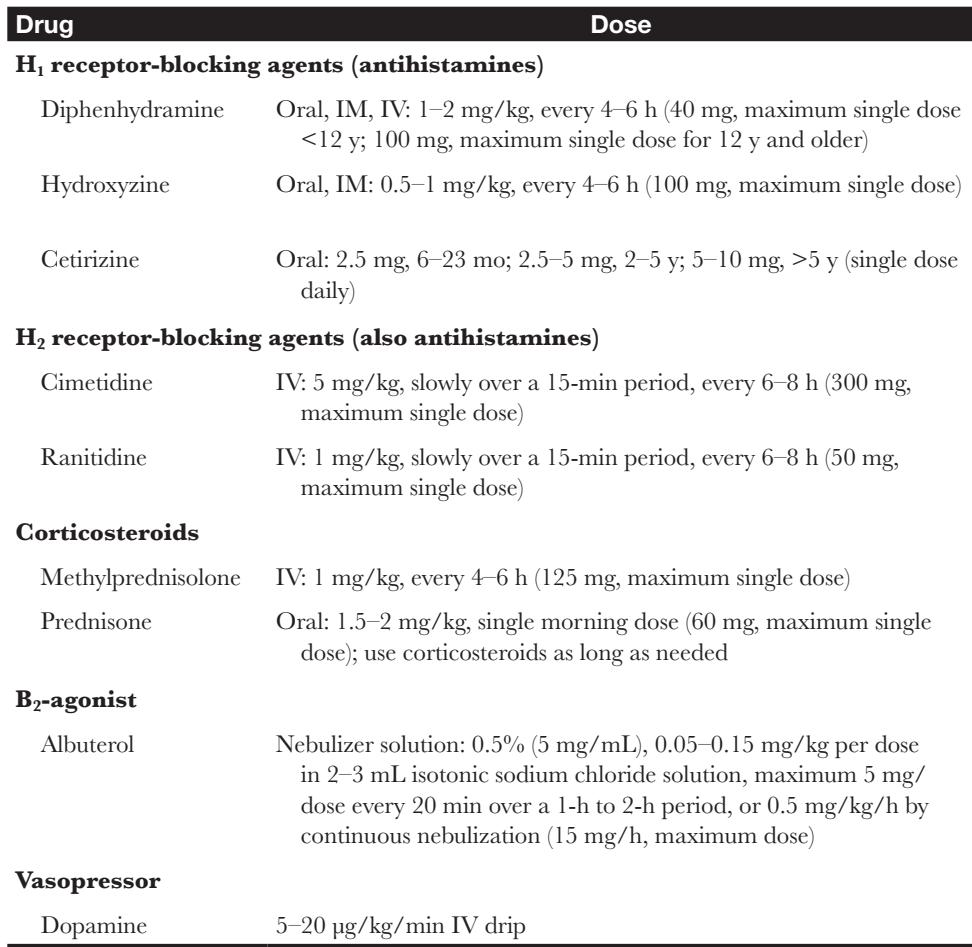 Drug Dose
H₁ receptor-blocking agents (antihistamines)
Diphenhydramine Oral, IM, IV: 1–2 mg/kg, every 4–6 h (40 mg, maximum single dose
<12 y; 100 mg, maximum single dose for 12 y and older)
Hydroxyzine Oral, IM: 0.5–1 mg/kg, every 4–6 h (100 mg, maximum single dose)
Cetirizine Oral: 2.5 mg, 6–23 mo; 2.5–5 mg, 2–5 y; 5–10 mg, >5 y (single dose
daily)
H₂ receptor-blocking agents (also antihistamines)
Cimetidine IV: 5 mg/kg, slowly over a 15-min period, every 6–8 h (300 mg,
maximum single dose)
Ranitidine IV: 1 mg/kg, slowly over a 15-min period, every 6–8 h (50 mg,
maximum single dose)
Corticosteroids
Methylprednisolone IV: 1 mg/kg, every 4–6 h (125 mg, maximum single dose)
Prednisone Oral: 1.5–2 mg/kg, single morning dose (60 mg, maximum single
dose); use corticosteroids as long as needed
B₂-agonist
Albuterol Nebulizer solution: 0.5% (5 mg/mL), 0.05–0.15 mg/kg per dose
in 2–3 mL isotonic sodium chloride solution, maximum 5 mg/
dose every 20 min over a 1-h to 2-h period, or 0.5 mg/kg/h by
continuous nebulization (15 mg/h, maximum dose)
Vasopressor
Dopamine 5–20 µg/kg/min IV drip